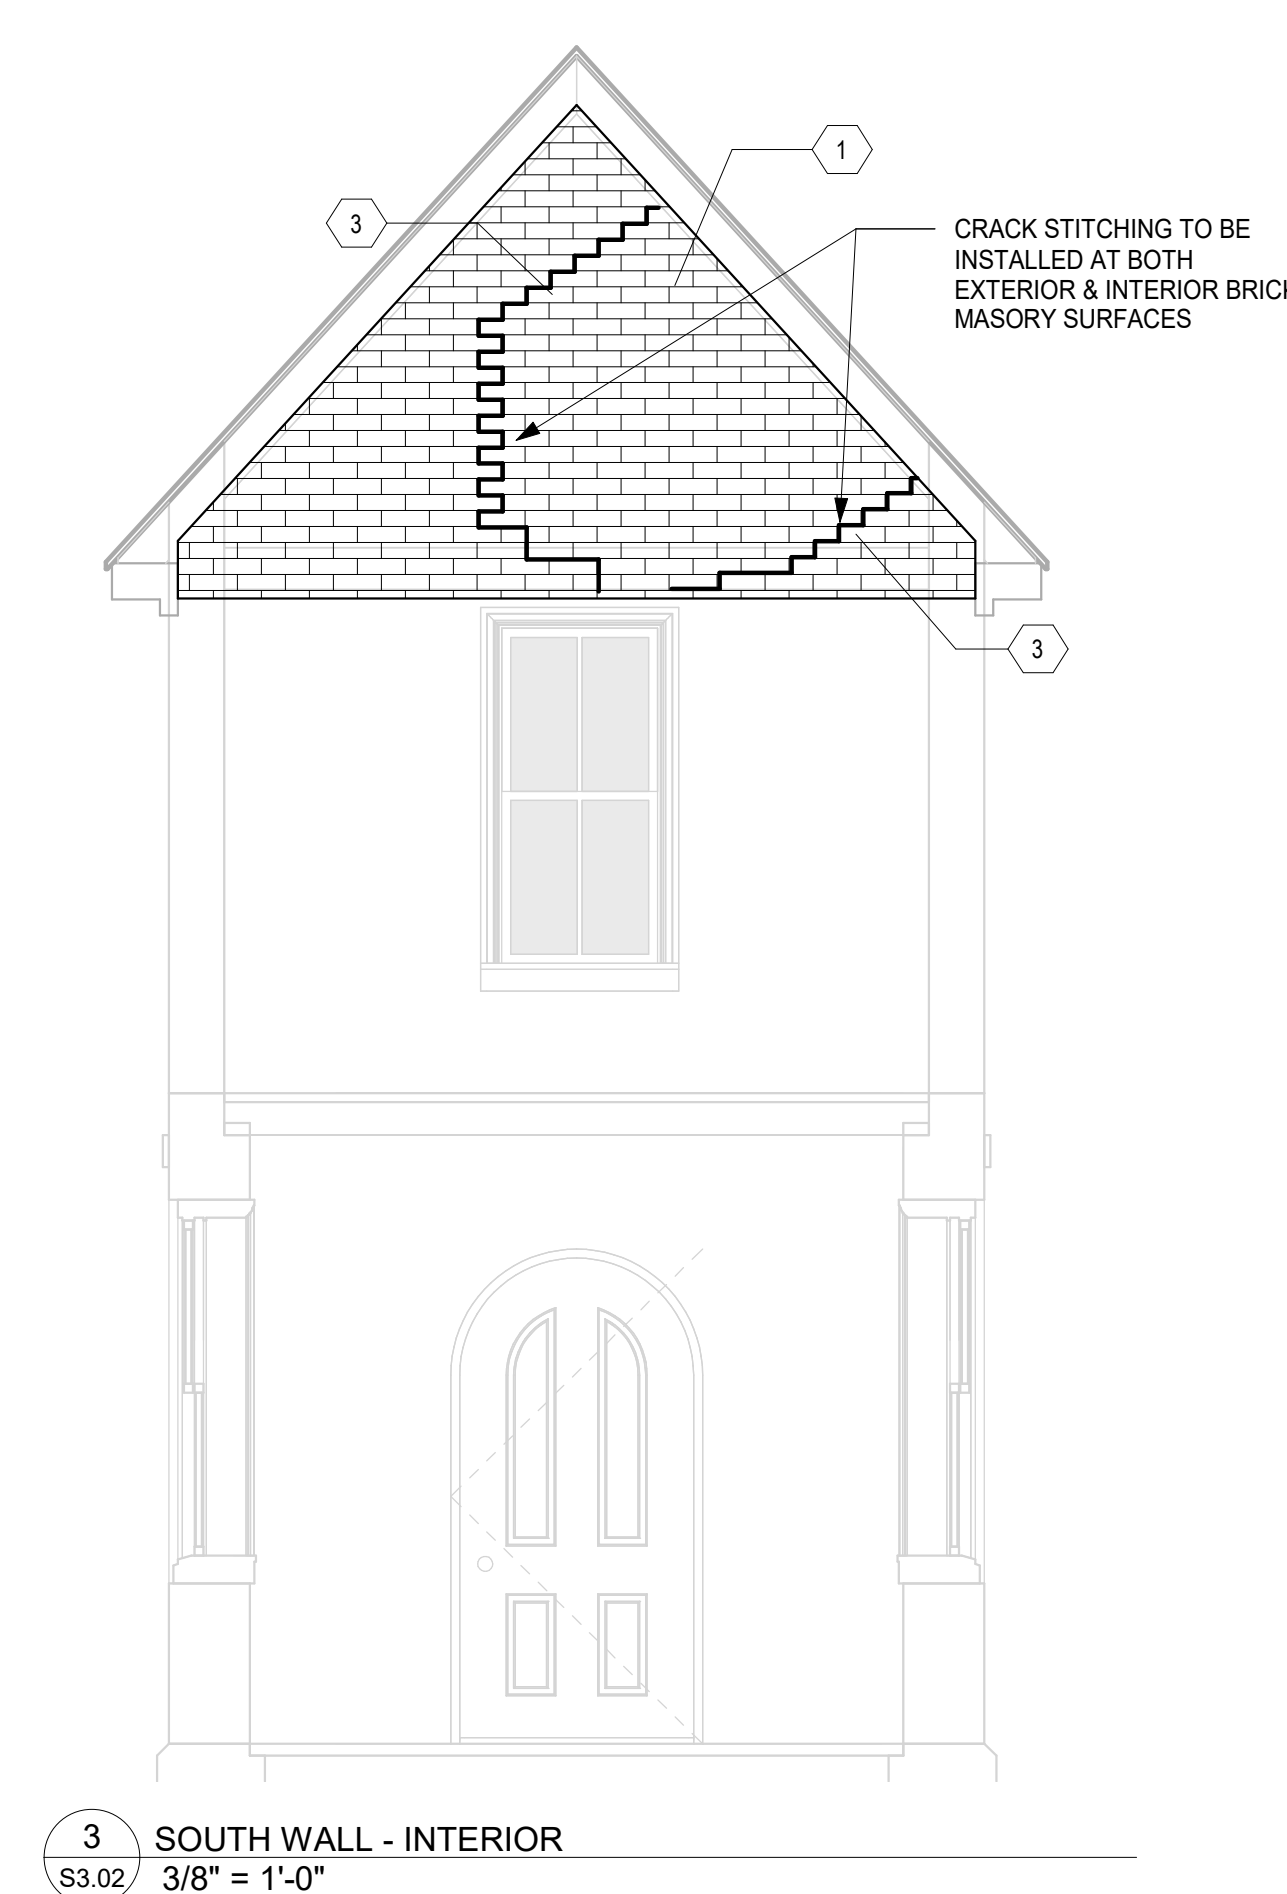 1
3
CRACK STITCHING TO BE
INSTALLED AT BOTH
EXTERIOR & INTERIOR BRICK
MASORY SURFACES
3
3
SOUTH WALL - INTERIOR
S3.02
3/8" = 1'-0"